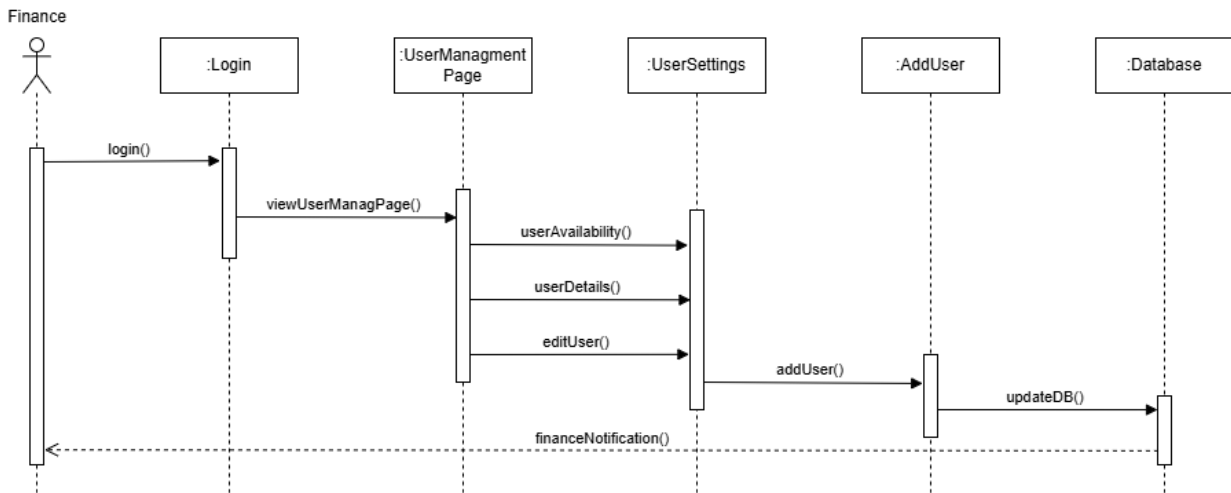 Finance
:Login
:UserManagment
Page
:UserSettings
:AddUser
:Database
login()
viewUserManagPage()
userAvailability()
userDetails()
editUser()
addUser()
updateDB()
financeNotification()